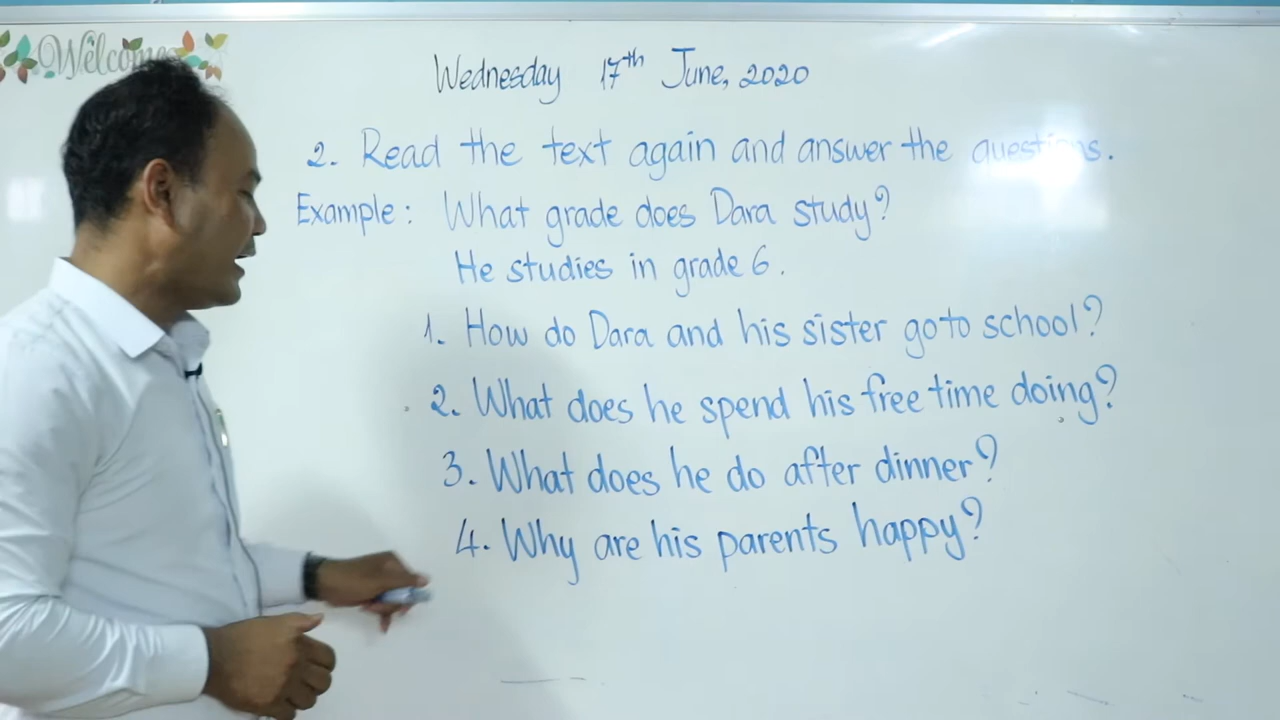 Welcome
Wednesday 17th June, 2020
2. Read the text again and answer the questions.
Example: What grade does Dara study?
He studies in grade 6.
1. How do Dara and his sister go to school?
2. What does he spend his free time doing?
3. What does he do after dinner?
4. Why are his parents happy?